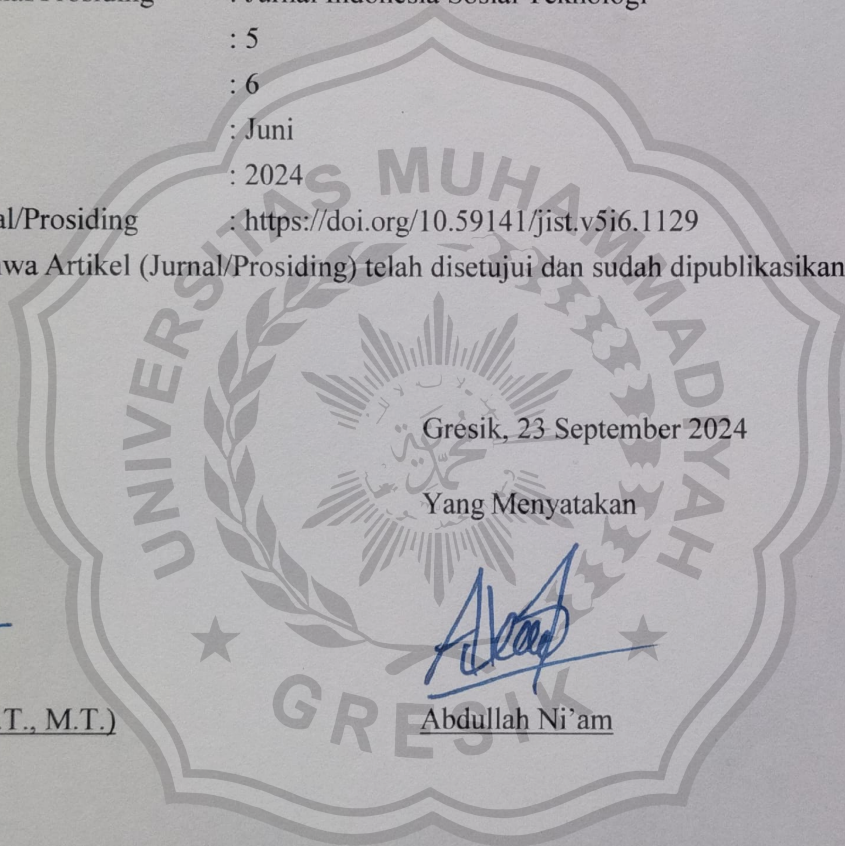 : Jurnal Indonesia Sosial Teknologi
: 5
: 6
: Juni
: 2024
al/Prosiding : https://doi.org/10.59141/jist.v5i6.1129
wa Artikel (Jurnal/Prosiding) telah disetujui dan sudah dipublikasikan
UNIVERSITAS MUHAMMADIYAH
Gresik, 23 September 2024
Yang Menyatakan
GRESIK
.T., M.T.) Abdullah Ni’am